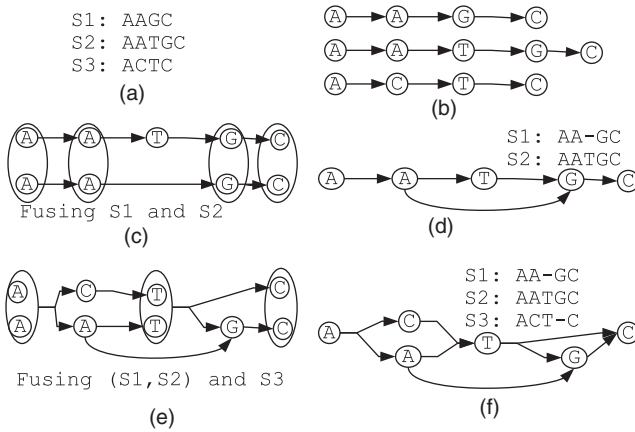 S1: AAGC
S2: AATGC
S3: ACTC
(a)
A A G C
A A T G C
A C T C
(b)
A A T G C
A A G C
Fusing S1 and S2
(c)
S1: AA-GC
S2: AATGC
A A T G C
(d)
A C T C
A A T G C
Fusing (S1,S2) and S3
(e)
S1: AA-GC
S2: AATGC
S3: ACT-C
A C T C
A G
(f)